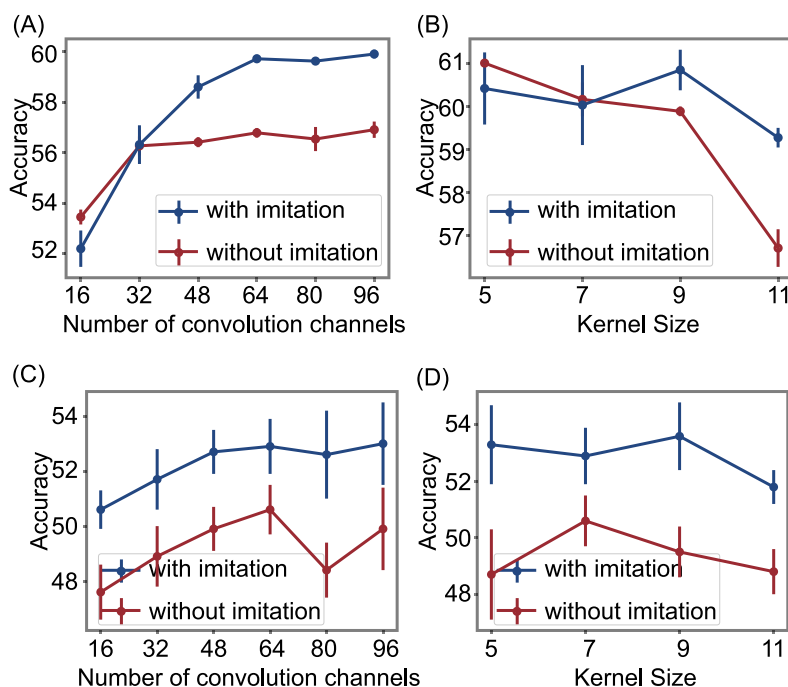 (A)
Accuracy
60
58
56
54
52
with imitation
without imitation
16 32 48 64 80 96
Number of convolution channels
(B)
Accuracy
61
60
59
58
57
with imitation
without imitation
5 7 9 11
Kernel Size
(C)
Accuracy
54
52
50
48
with imitation
without imitation
16 32 48 64 80 96
Number of convolution channels
(D)
Accuracy
54
52
50
48
with imitation
without imitation
5 7 9 11
Kernel Size